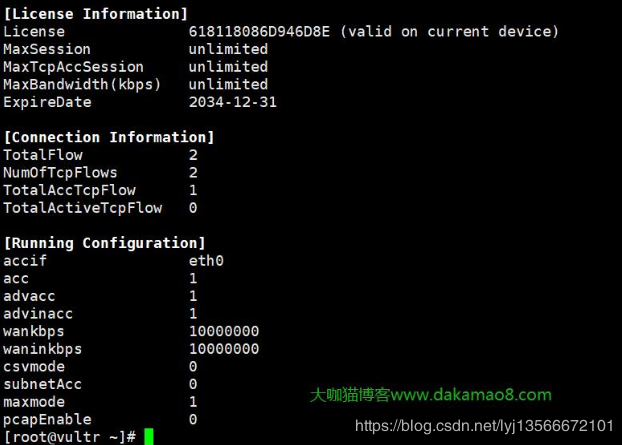 [License Information]
License 618118086D946D8E (valid on current device)
MaxSession unlimited
MaxTcpAccSession unlimited
MaxBandwidth(kbps) unlimited
ExpireDate 2034-12-31
[Connection Information]
TotalFlow 2
NumOfTcpFlows 2
TotalAccTcpFlow 1
TotalActiveTcpFlow 0
[Running Configuration]
accif eth0
acc 1
advacc 1
advinacc 1
wankbps 10000000
waninkbps 10000000
csvmode 0
subnetAcc 0
maxmode 1
pcapEnable 0
[root@vultr ~]#
大咖猫博客www.dakamao8.com
https://blog.csdn.net/lyj13566672101